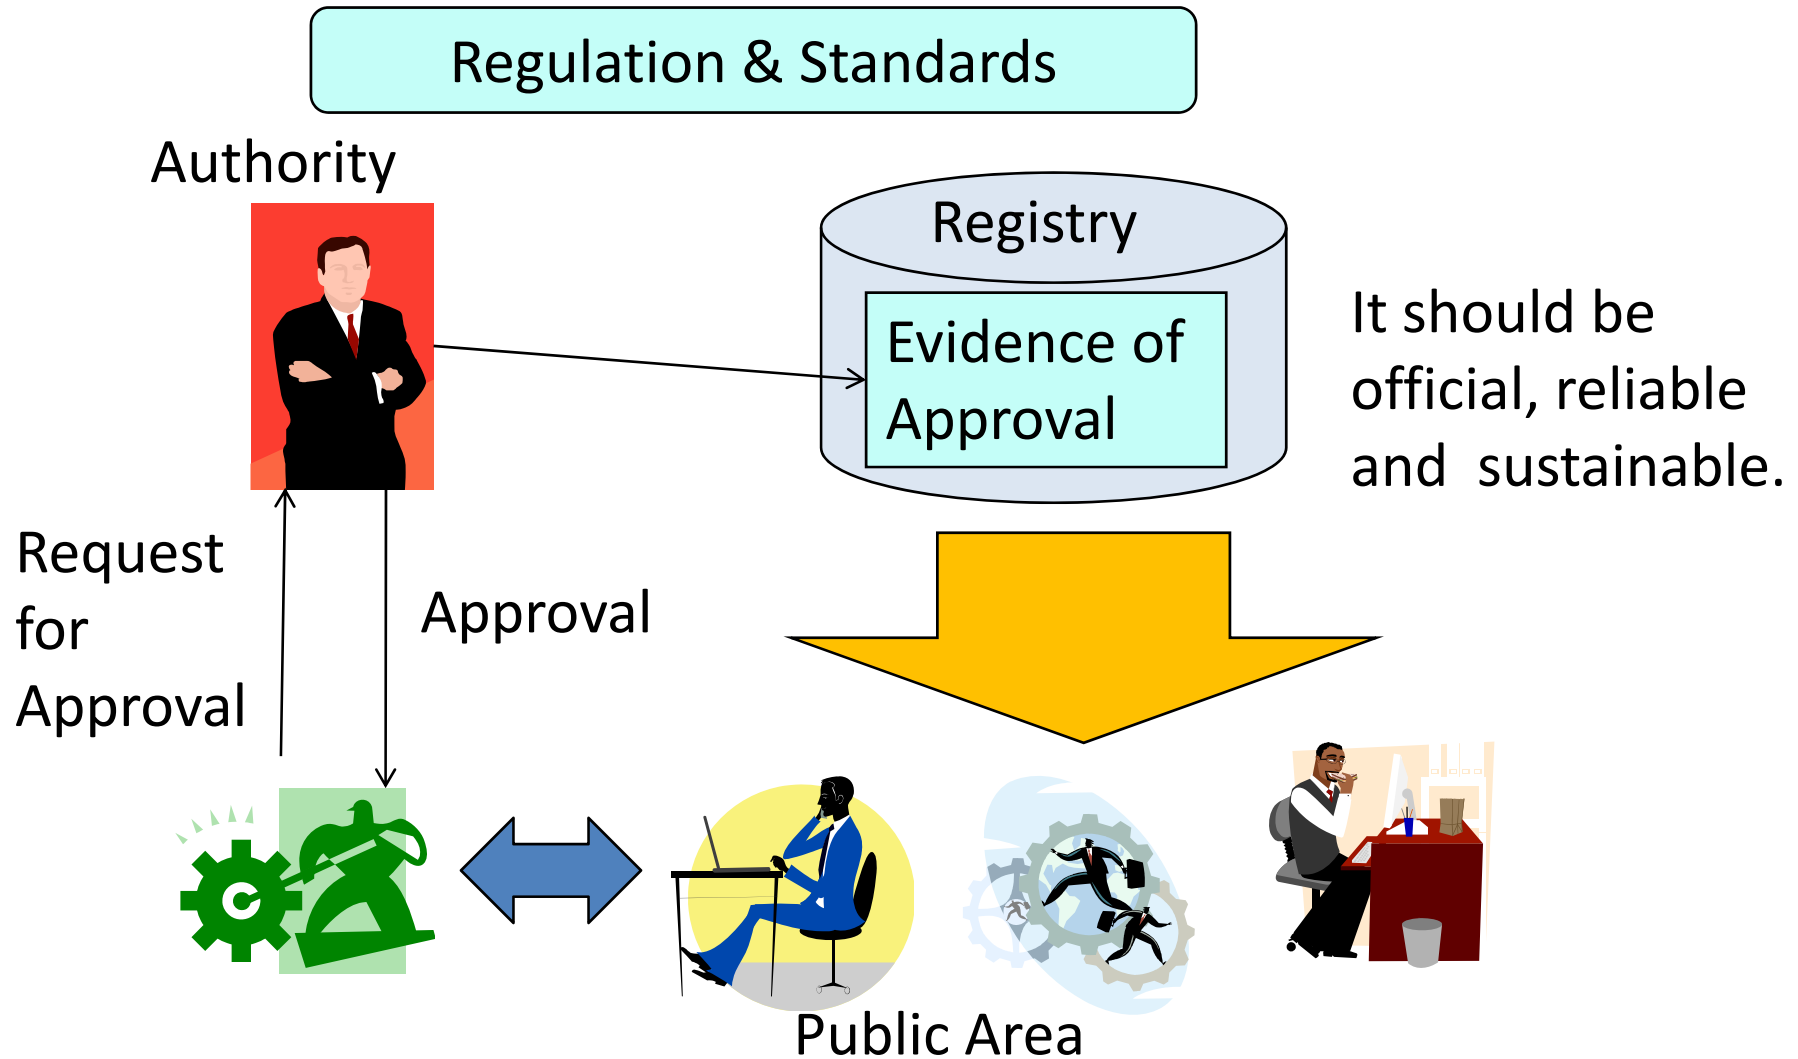 Regulation & Standards
Authority
Registry
Evidence of
Approval
It should be
official, reliable
and  sustainable.
Request
for
Approval
Approval
Public Area